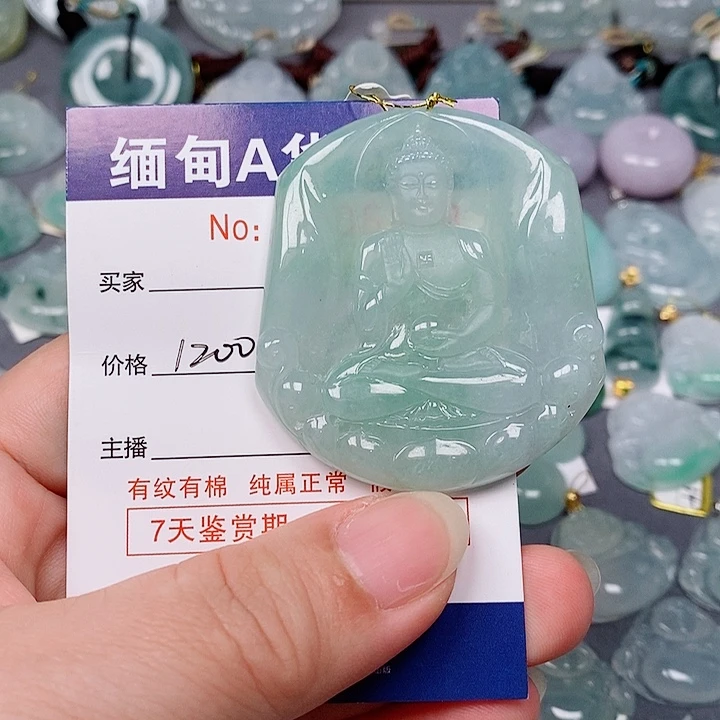 缅甸A货
No:
买家
价格 1200
主播
有纹有棉 纯属正常
7天鉴赏期